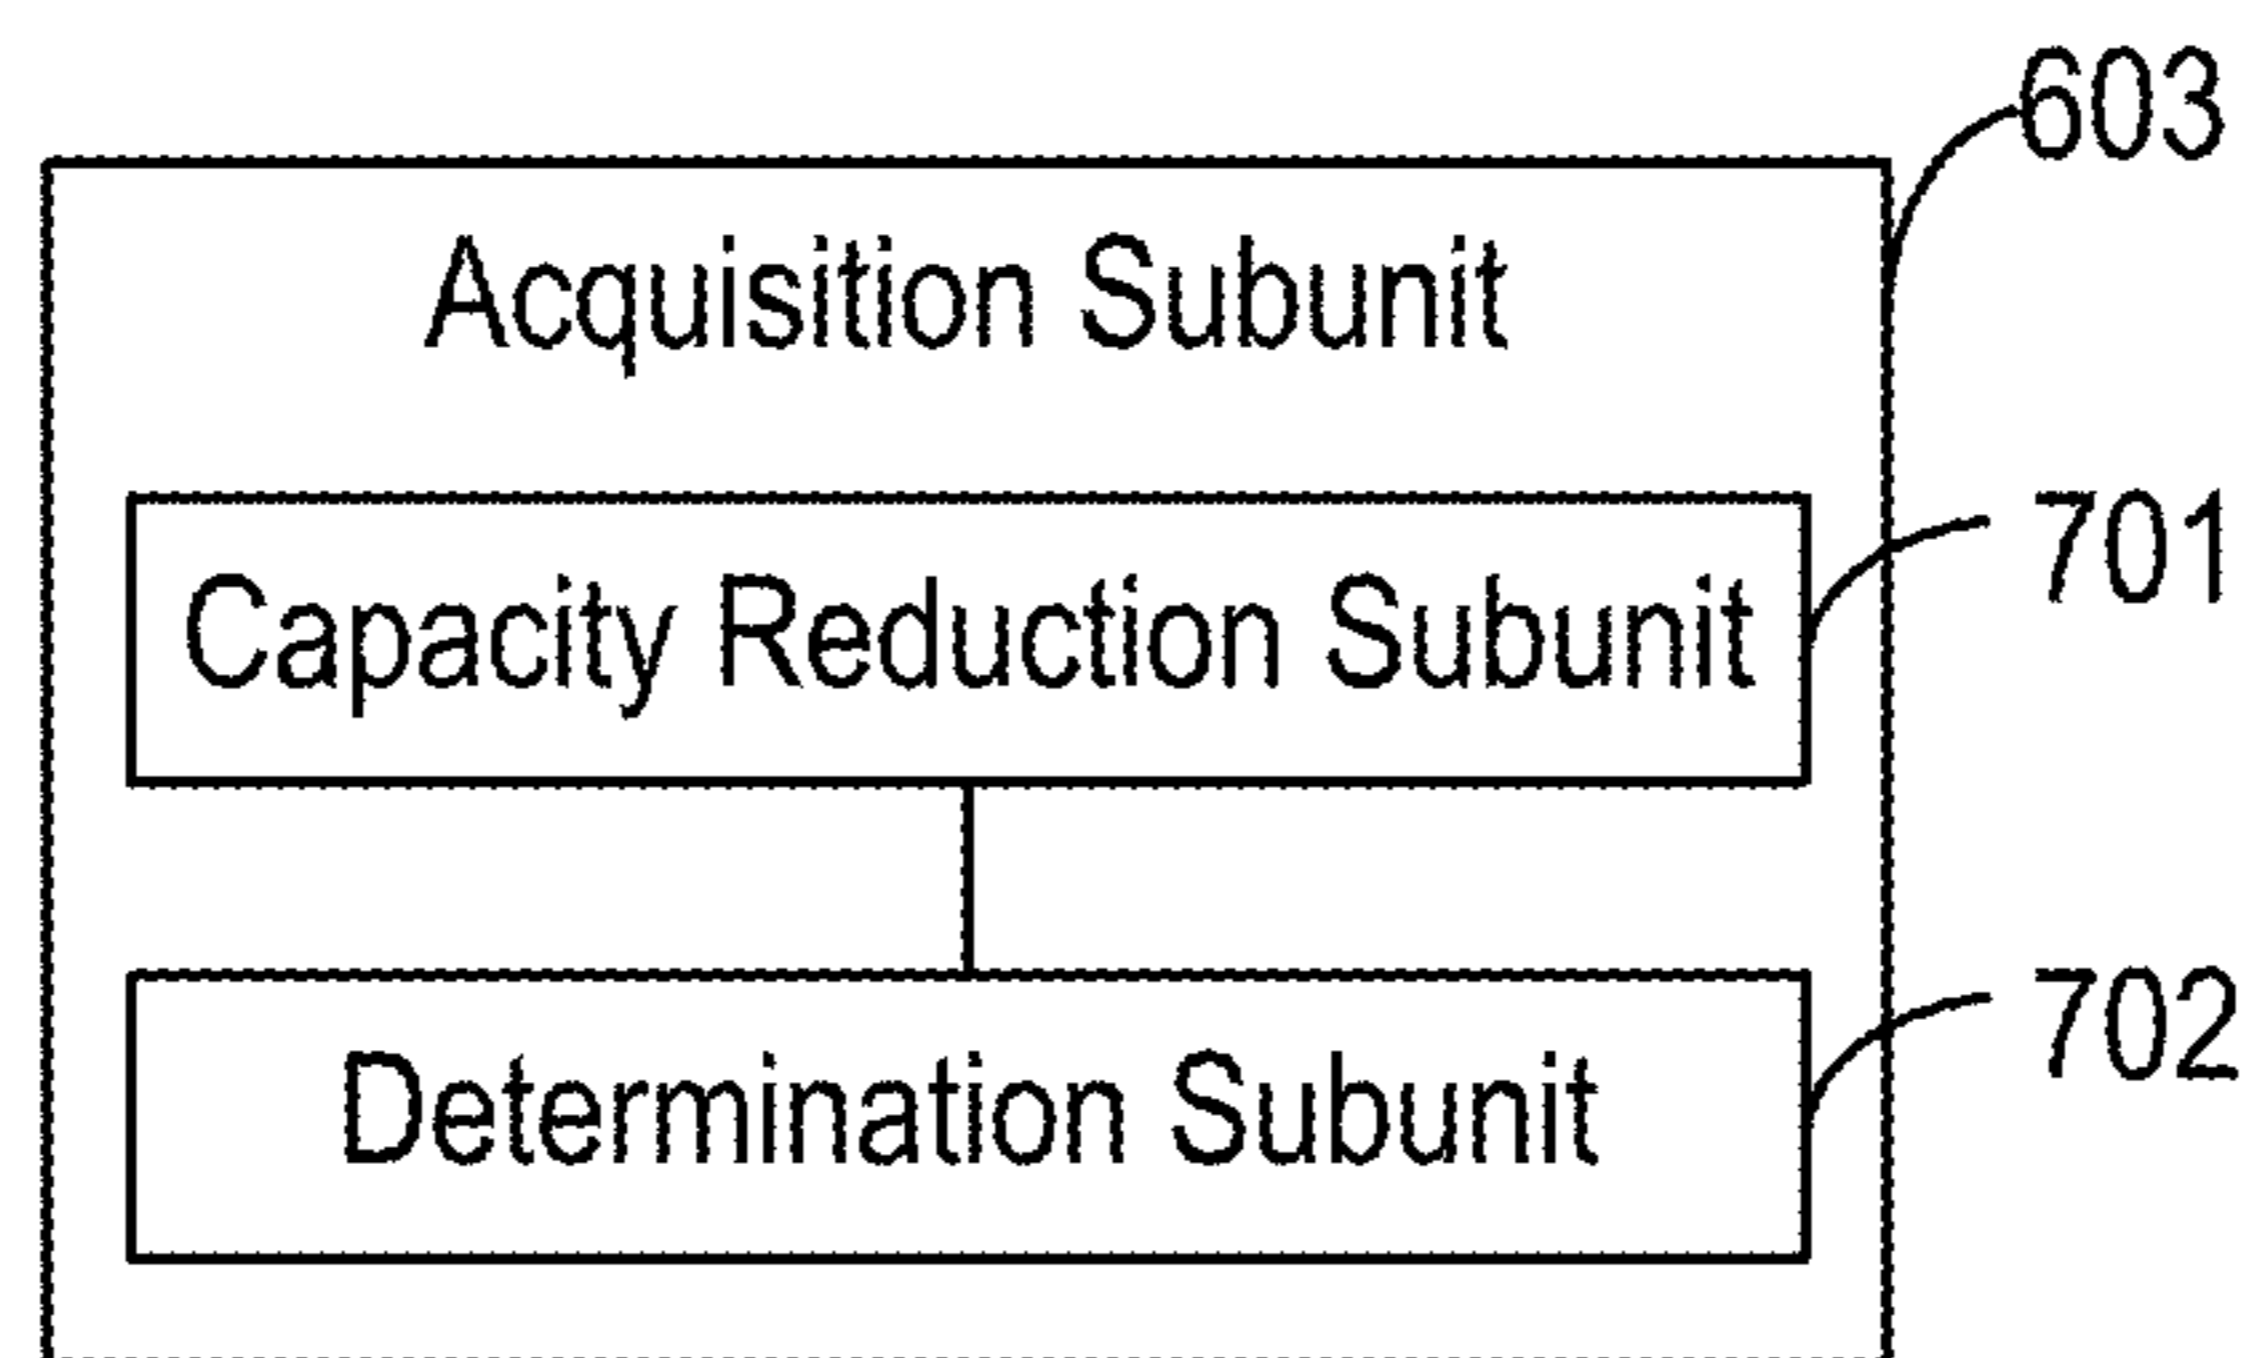 603
Acquisition Subunit
701
Capacity Reduction Subunit
702
Determination Subunit